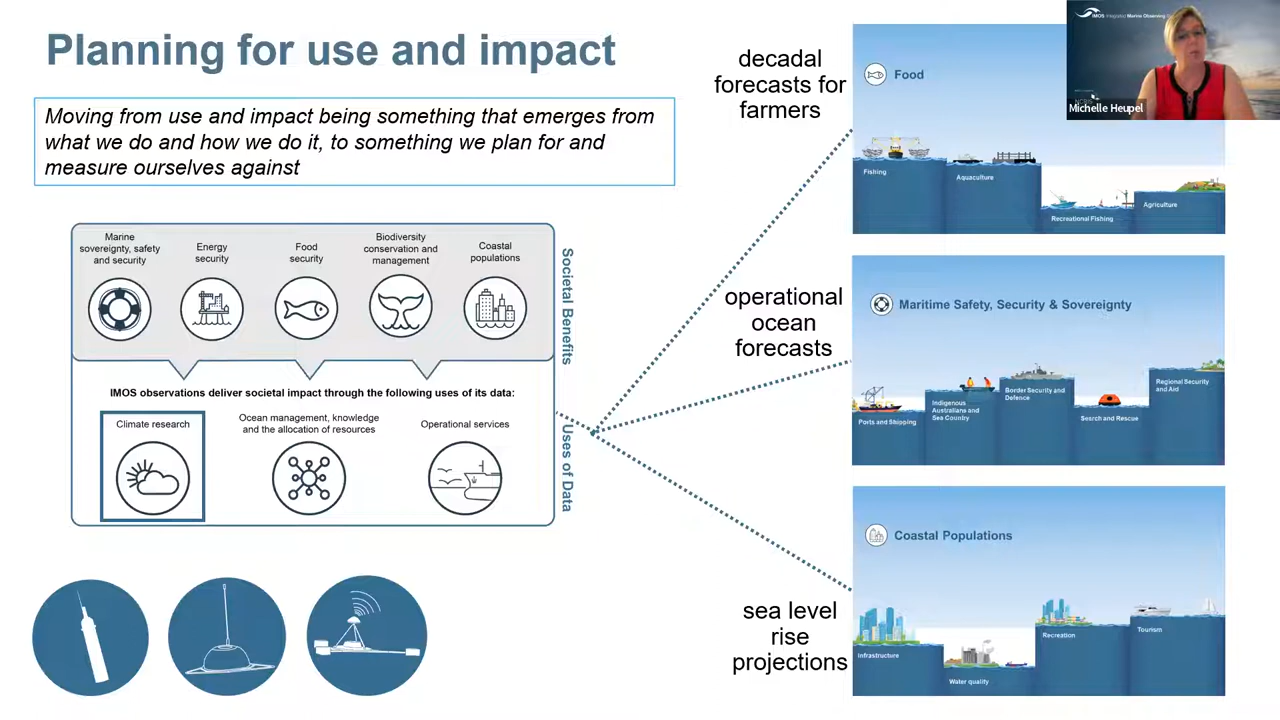 Planning for use and impact
Moving from use and impact being something that emerges from
what we do and how we do it, to something we plan for and
measure ourselves against
Marine
sovereignty, safety
and security
Energy
security
Food
security
Biodiversity
conservation and
management
Coastal
populations
Societal Benefits
IMOS observations deliver societal impact through the following uses of its data:
Climate research
Ocean management, knowledge
and the allocation of resources
Operational services
Uses of Data
decadal
forecasts for
farmers
operational
ocean
forecasts
sea level
rise
projections
Food
Fishing
Aquaculture
Recreational Fishing
Agriculture
Maritime Safety, Security & Sovereignty
Ports and Shipping
Indigenous
Australians and
Sea Country
Border Security and
Defence
Search and Rescue
Regional Security
and Aid
Coastal Populations
Infrastructure
Water quality
Recreation
Tourism
IMOS Integrated Marine Observing
Michelle Heupel